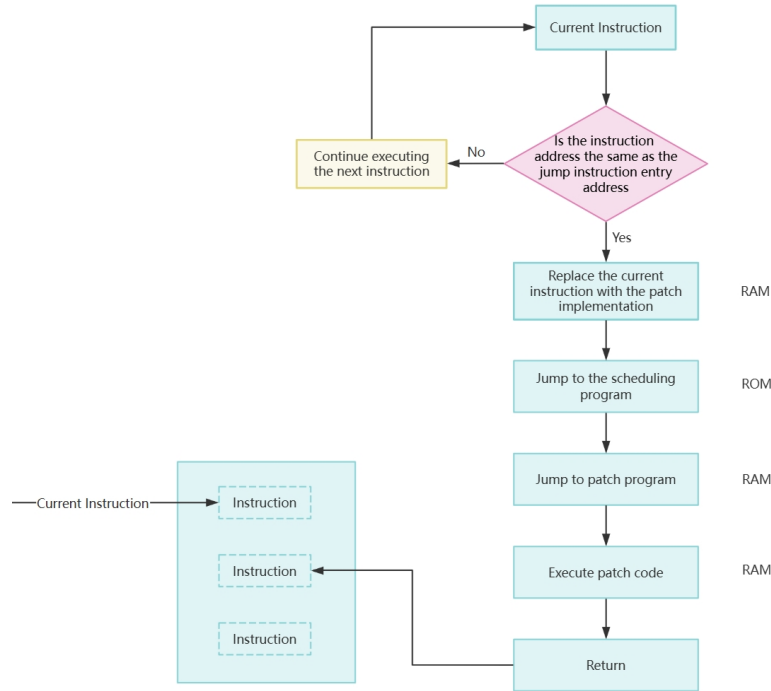 Current Instruction
Is the instruction
address the same as the
jump instruction entry
address
No
Continue executing
the next instruction
Yes
Replace the current
instruction with the patch
implementation
RAM
Jump to the scheduling
program
ROM
Jump to patch program
RAM
Current Instruction
Instruction
Instruction
Execute patch code
RAM
Instruction
Return